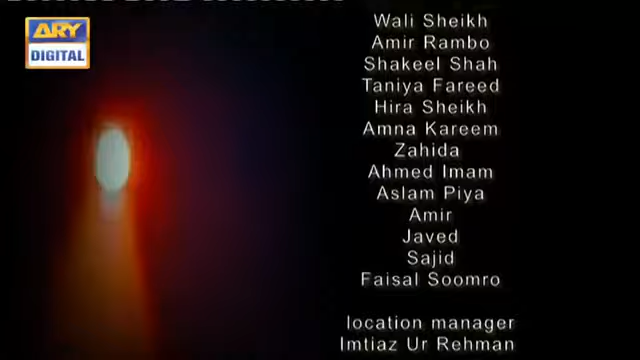 ARY
DIGITAL
Wali Sheikh
Amir Rambo
Shakeel Shah
Taniya Fareed
Hira Sheikh
Amna Kareem
Zahida
Ahmed Imam
Aslam Piya
Amir
Javed
Sajid
Faisal Soomro
location manager
Imtiaz Ur Rehman